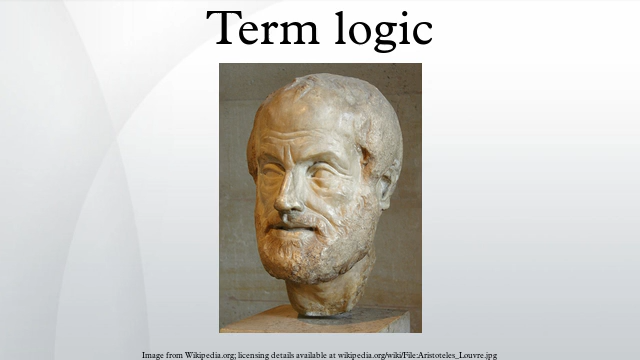 Term logic
Image from Wikipedia.org; licensing details available at wikipedia.org/wiki/File:Aristoteles_Louvre.jpg